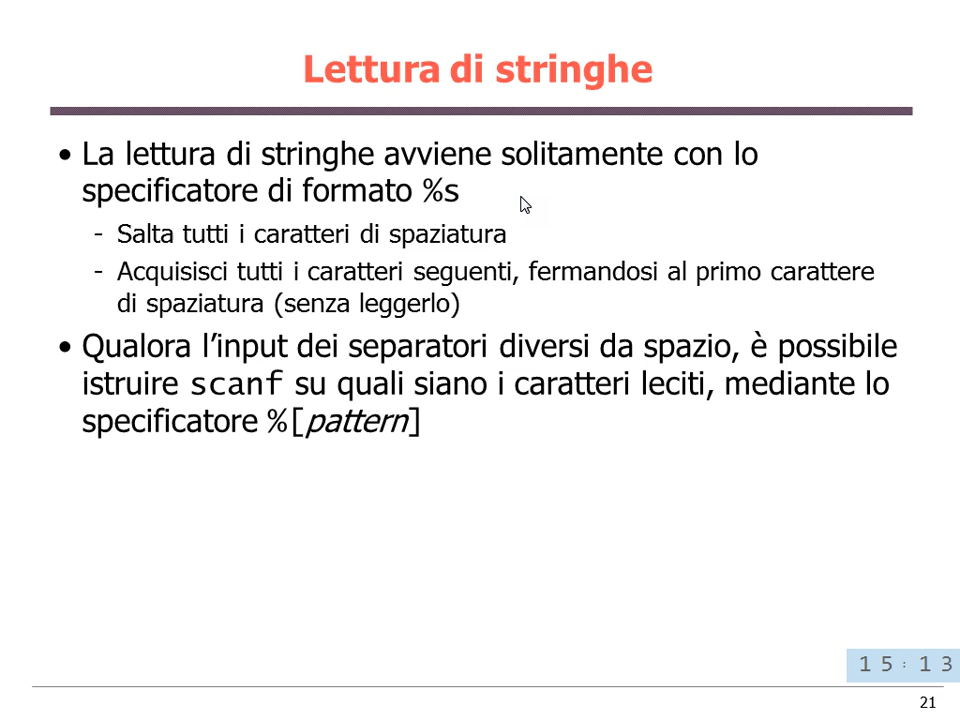 Lettura di stringhe
• La lettura di stringhe avviene solitamente con lo
specificatore di formato %s
- Salta tutti i caratteri di spaziatura
- Acquisisci tutti i caratteri seguenti, fermandosi al primo carattere
di spaziatura (senza leggerlo)
• Qualora l’input dei separatori diversi da spazio, è possibile
istruire scanf su quali siano i caratteri leciti, mediante lo
specificatore %[pattern]
15:13
21